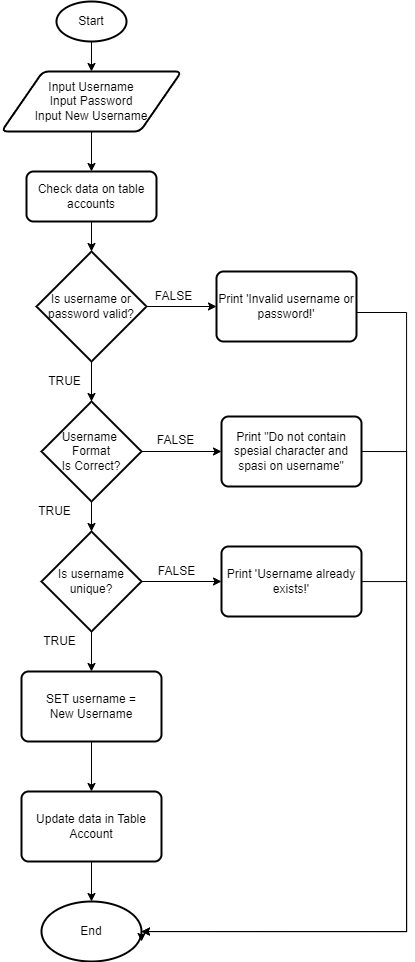 Start
Input Username
Input Password
Input New Username
Check data on table
accounts
Is username or
password valid?
FALSE
Print 'Invalid username or
password!'
TRUE
Username
Format
Is Correct?
FALSE
Print "Do not contain
spesial character and
spasi on username"
TRUE
Is username
unique?
FALSE
Print 'Username already
exists!'
TRUE
SET username =
New Username
Update data in Table
Account
End